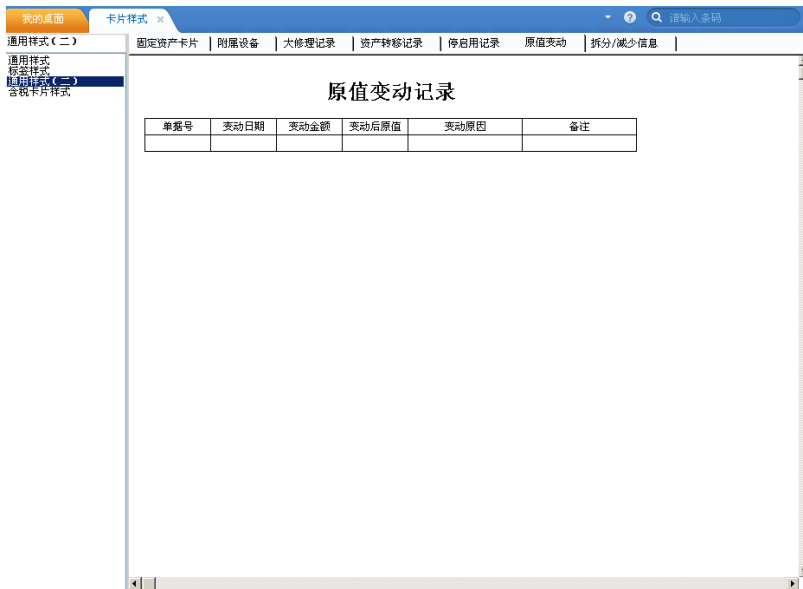 我的桌面 卡片样式 × ? 请输入条码
通用样式(二) 固定资产卡片 附属设备 大修理记录 资产转移记录 停启用记录 原值变动 拆分/减少信息
通用样式
标签样式
通用样式(二)
含税卡片样式
原值变动记录
单据号 变动日期 变动金额 变动后原值 变动原因 备注